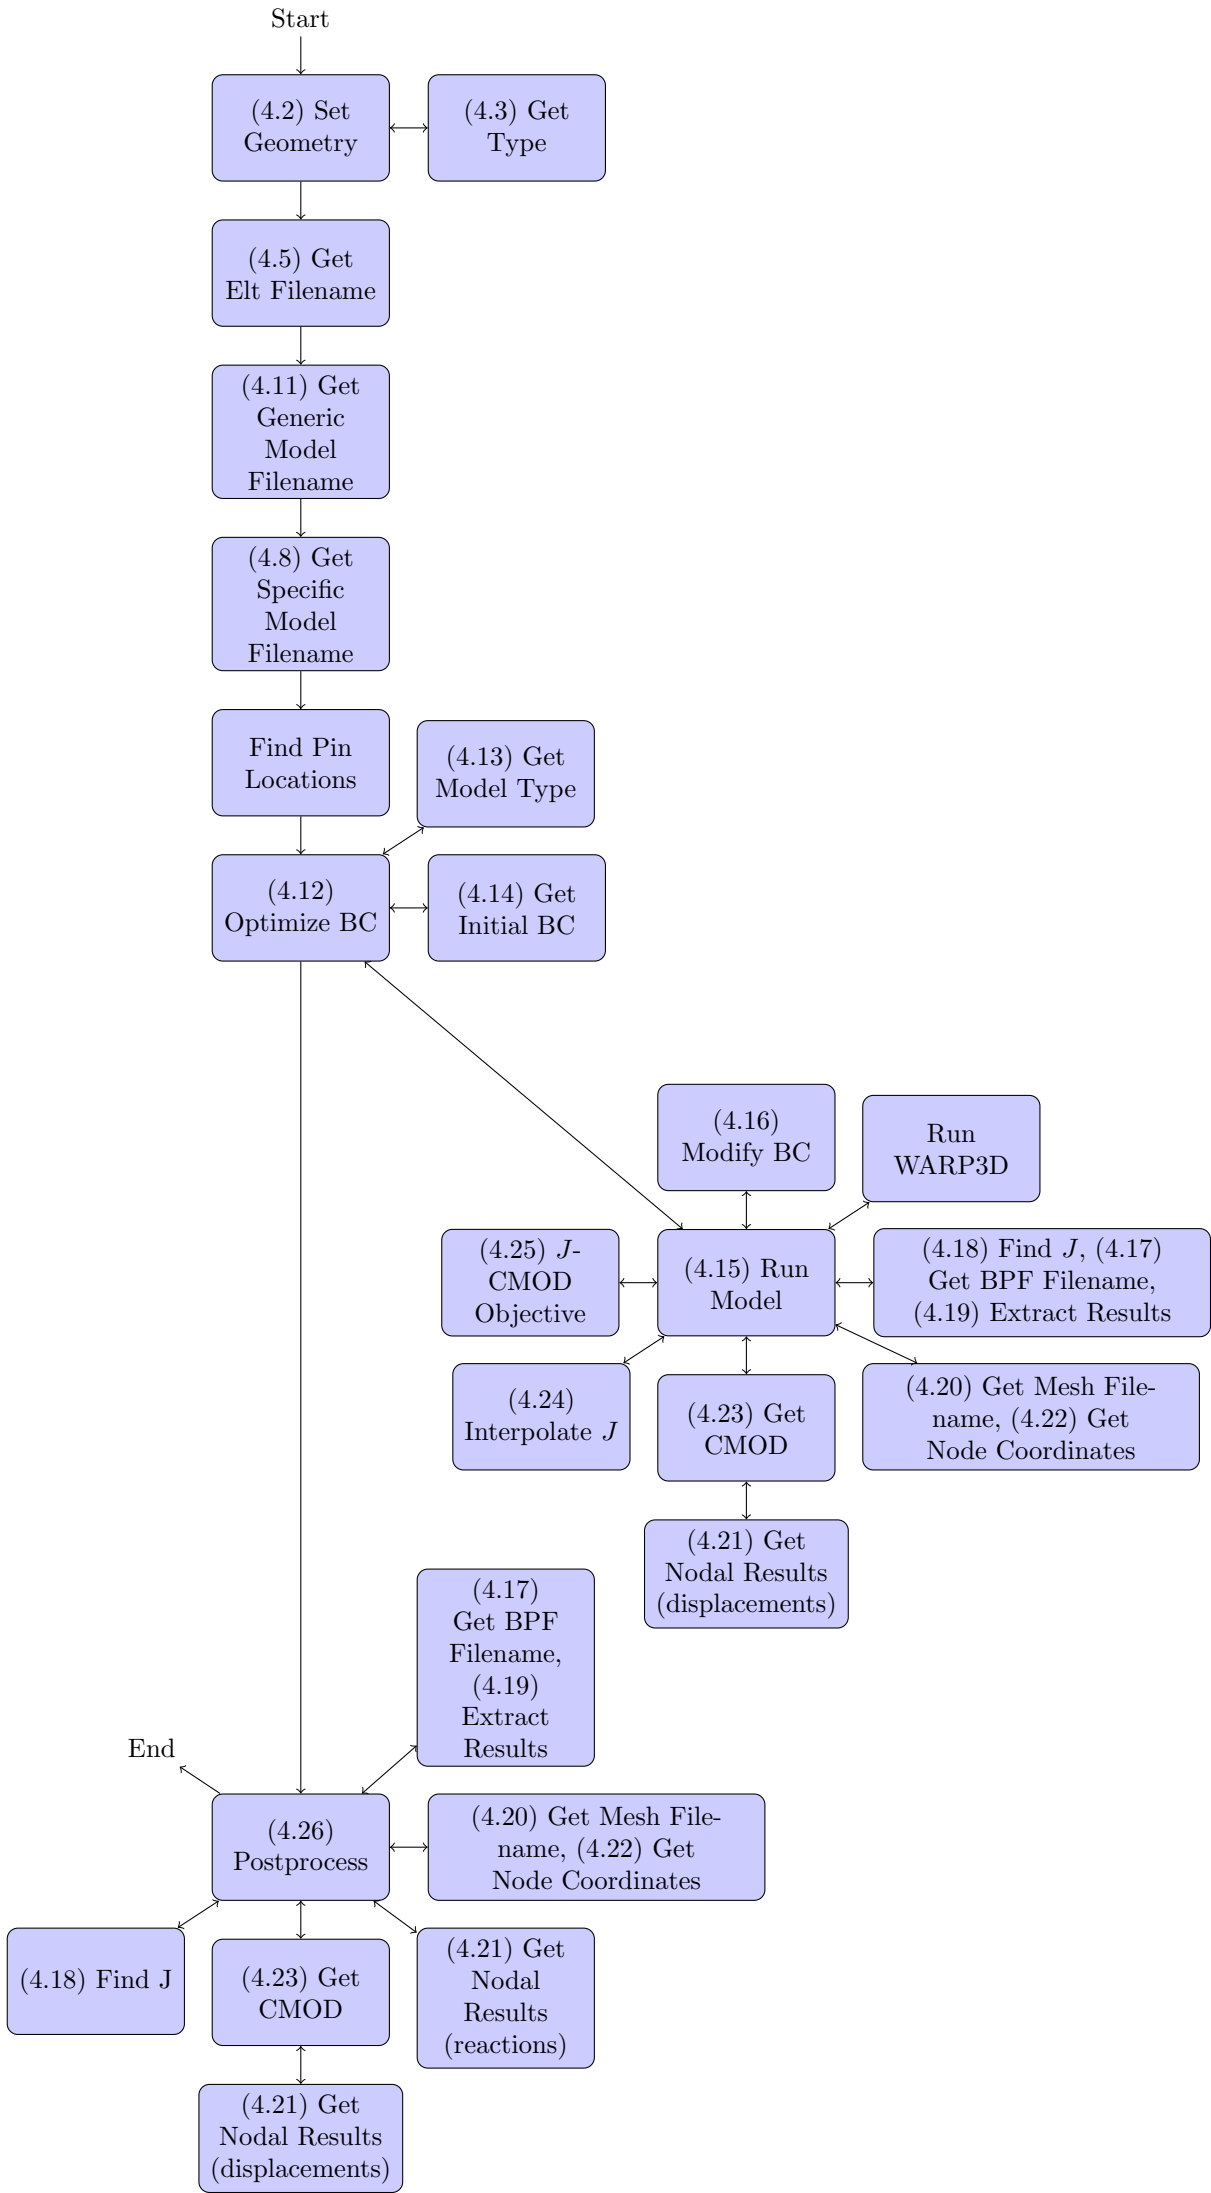 Start
(4.2) Set
Geometry
(4.3) Get
Type
(4.5) Get
Elt Filename
(4.11) Get
Generic
Model
Filename
(4.8) Get
Specific
Model
Filename
Find Pin
Locations
(4.13) Get
Model Type
(4.12)
Optimize BC
(4.14) Get
Initial BC
(4.16)
Modify BC
Run
WARP3D
(4.25) J-
CMOD
Objective
(4.15) Run
Model
(4.18) Find J, (4.17)
Get BPF Filename,
(4.19) Extract Results
(4.24)
Interpolate J
(4.23) Get
CMOD
(4.20) Get Mesh File-
name, (4.22) Get
Node Coordinates
(4.21) Get
Nodal Results
(displacements)
(4.17)
Get BPF
Filename,
(4.19)
Extract
Results
End
(4.26)
Postprocess
(4.20) Get Mesh File-
name, (4.22) Get
Node Coordinates
(4.18) Find J
(4.23) Get
CMOD
(4.21) Get
Nodal
Results
(reactions)
(4.21) Get
Nodal Results
(displacements)